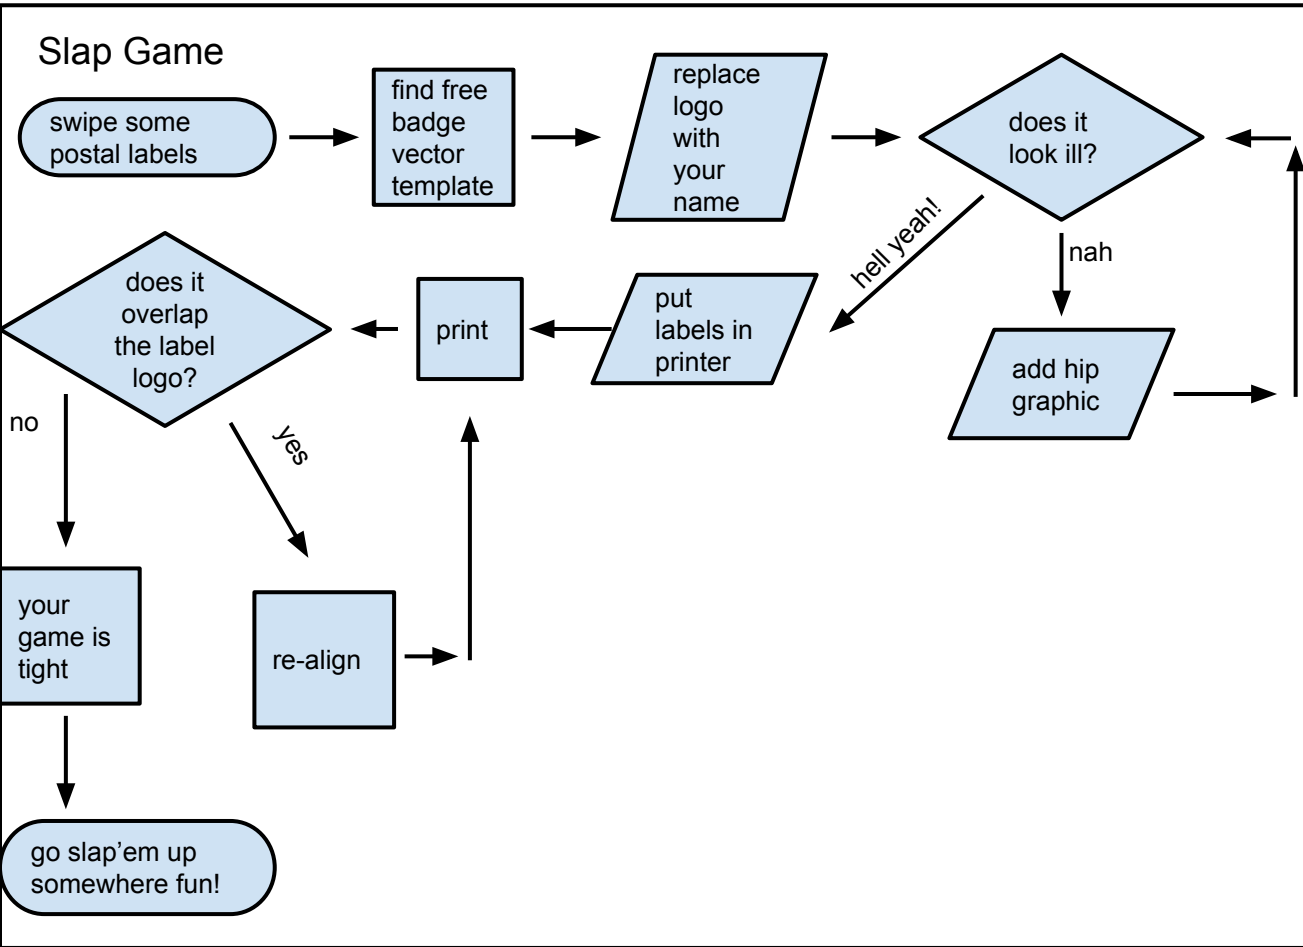 Slap Game
swipe some
postal labels
find free
badge
vector
template
replace
logo
with
your
name
does it
look ill?
hell yeah!
nah
add hip
graphic
put
labels in
printer
print
does it
overlap
the label
logo?
no
yes
your
game is
tight
re-align
go slap’em up
somewhere fun!